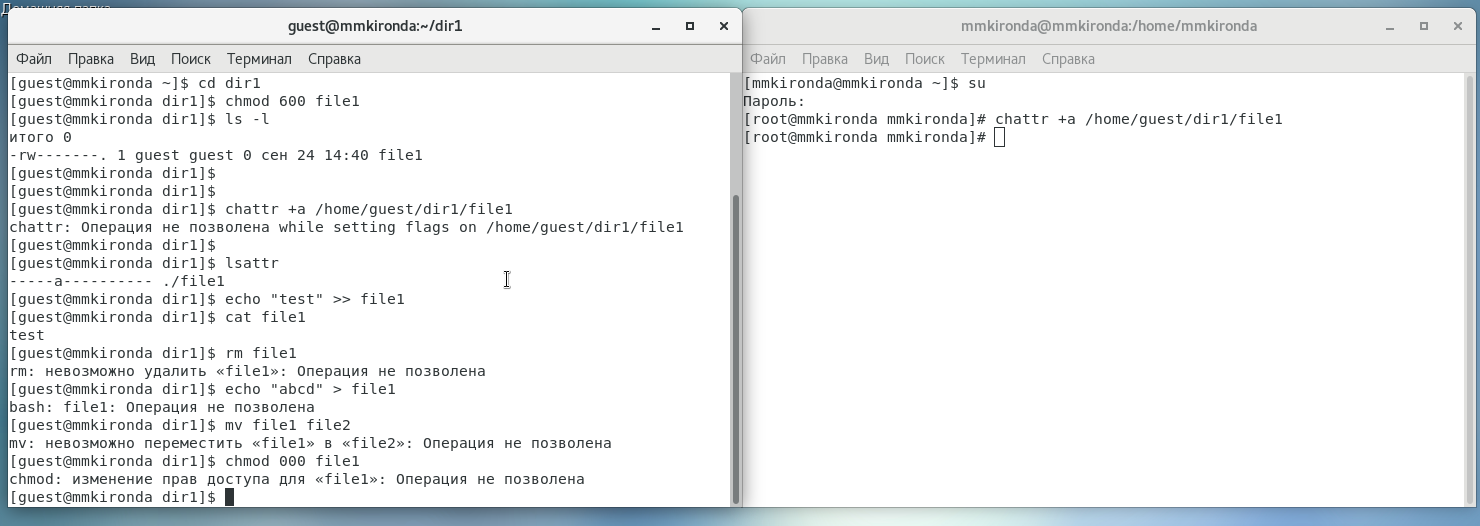 Домашняя папка
guest@mmkironda:~/dir1
Файл Правка Вид Поиск Терминал Справка
[guest@mmkironda ~]$ cd dir1
[guest@mmkironda dir1]$ chmod 600 file1
[guest@mmkironda dir1]$ ls -l
итого 0
-rw-------. 1 guest guest 0 сен 24 14:40 file1
[guest@mmkironda dir1]$
[guest@mmkironda dir1]$
[guest@mmkironda dir1]$ chattr +a /home/guest/dir1/file1
chattr: Операция не позволена while setting flags on /home/guest/dir1/file1
[guest@mmkironda dir1]$
[guest@mmkironda dir1]$ lsattr
-----a---------- ./file1
[guest@mmkironda dir1]$ echo "test" >> file1
[guest@mmkironda dir1]$ cat file1
test
[guest@mmkironda dir1]$ rm file1
rm: невозможно удалить «file1»: Операция не позволена
[guest@mmkironda dir1]$ echo "abcd" > file1
bash: file1: Операция не позволена
[guest@mmkironda dir1]$ mv file1 file2
mv: невозможно переместить «file1» в «file2»: Операция не позволена
[guest@mmkironda dir1]$ chmod 000 file1
chmod: изменение прав доступа для «file1»: Операция не позволена
[guest@mmkironda dir1]$
mmkironda@mmkironda:/home/mmkironda
Файл Правка Вид Поиск Терминал Справка
[mmkironda@mmkironda ~]$ su
Пароль:
[root@mmkironda mmkironda]# chattr +a /home/guest/dir1/file1
[root@mmkironda mmkironda]#